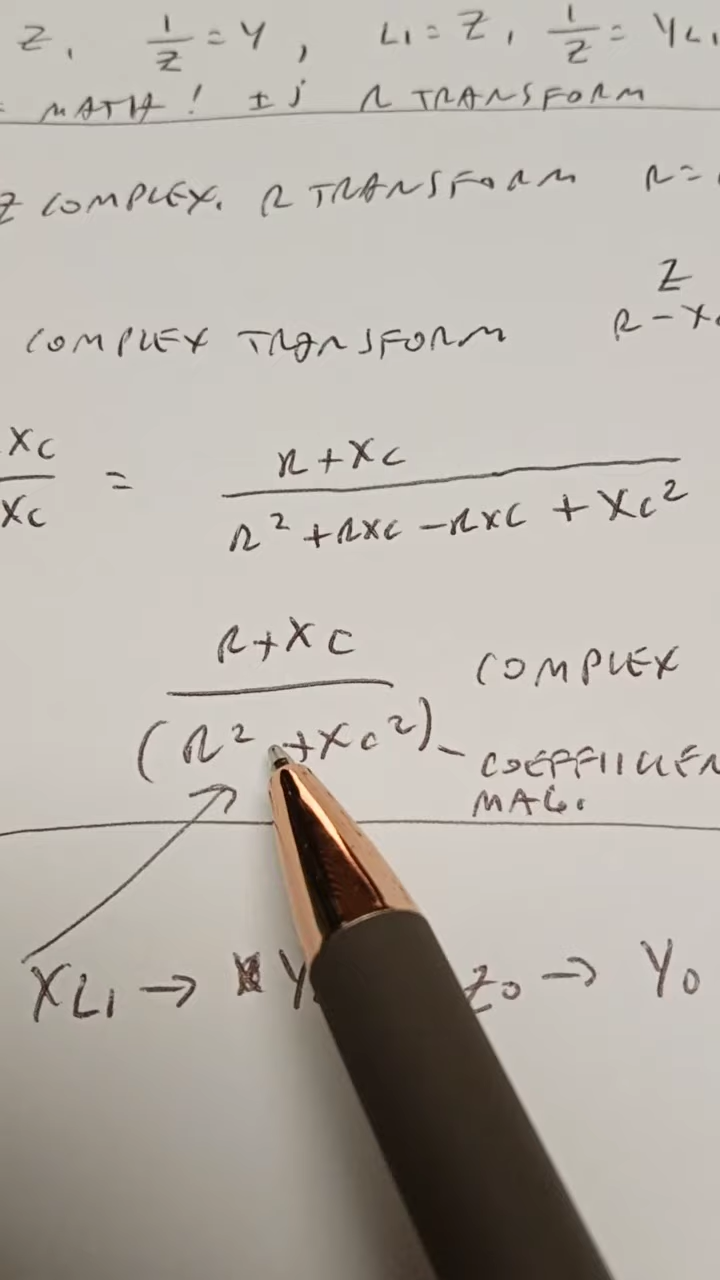 Z, 1/Z = Y, L1 = Z, 1/Z = YL1
= MATH! ± j R TRANSFORM
Z COMPLEX. R TRANSFORM R =
Z
COMPLEX TRANSFORM R - X
XC/XC = R + XC / R² + RXC - RXC + XC²
R + XC / (R² + XC²) - COMPLEX
COEFFIICIEN
MAG.
XL1 → Y Z0 → Y0